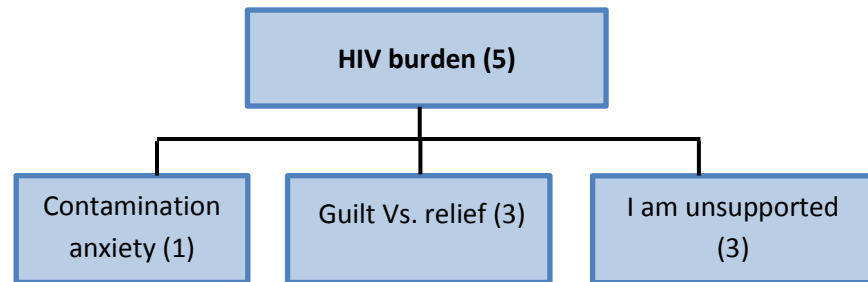 HIV burden (5)
Contamination
anxiety (1)
Guilt Vs. relief (3)
I am unsupported
(3)